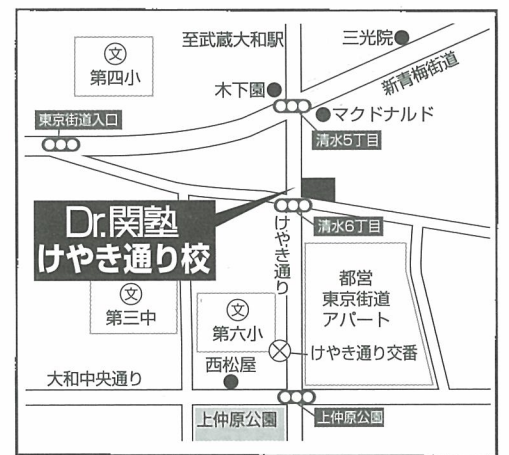 至武蔵大和駅
三光院
文
第四小
新青梅街道
木下園
マクドナルド
東京街道入口
清水5丁目
Dr.関塾
けやき通り校
清水6丁目
けやき通り
都営
東京街道
アパート
文
第三中
文
第六小
けやき通り交番
西松屋
大和中央通り
上仲原公園
上仲原公園